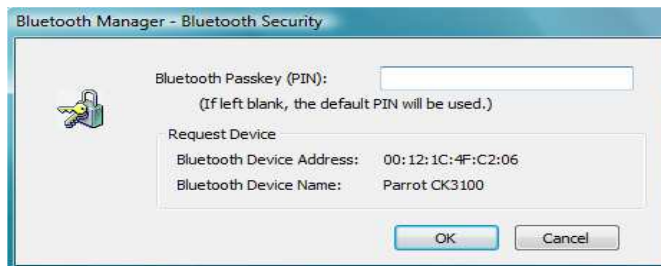 Bluetooth Manager - Bluetooth Security
Bluetooth Passkey (PIN):
(If left blank, the default PIN will be used.)
Request Device
Bluetooth Device Address: 00:12:1C:4F:C2:06
Bluetooth Device Name: Parrot CK3100
OK Cancel